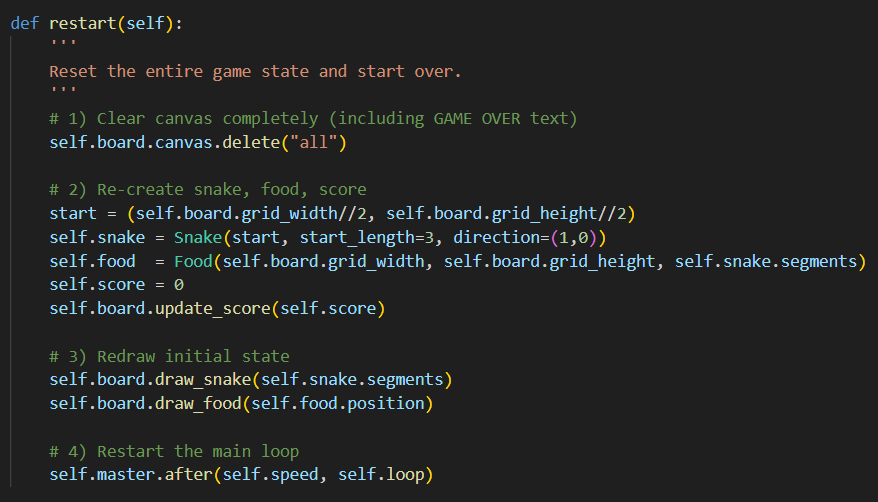 def restart(self):
    '''
    Reset the entire game state and start over.
    '''
    # 1) Clear canvas completely (including GAME OVER text)
    self.board.canvas.delete("all")

    # 2) Re-create snake, food, score
    start = (self.board.grid_width//2, self.board.grid_height//2)
    self.snake = Snake(start, start_length=3, direction=(1,0))
    self.food  = Food(self.board.grid_width, self.board.grid_height, self.snake.segments)
    self.score = 0
    self.board.update_score(self.score)

    # 3) Redraw initial state
    self.board.draw_snake(self.snake.segments)
    self.board.draw_food(self.food.position)

    # 4) Restart the main loop
    self.master.after(self.speed, self.loop)